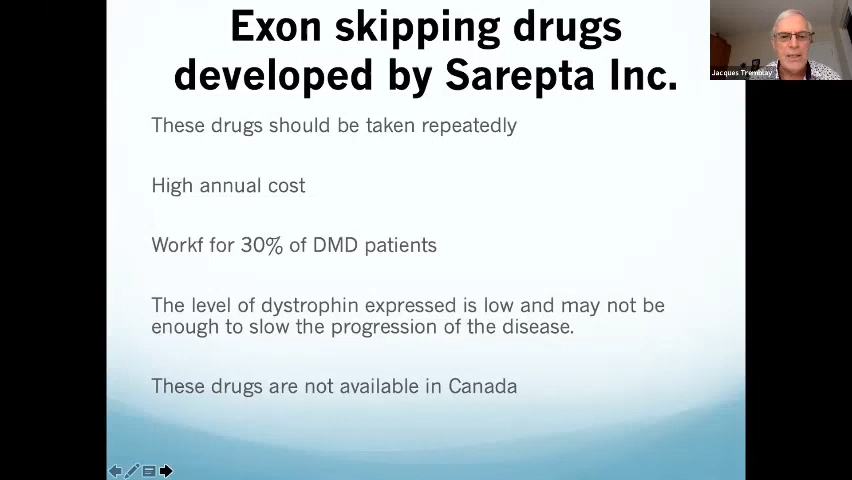 Exon skipping drugs
developed by Sarepta Inc.
Jacques Tremblay
These drugs should be taken repeatedly
High annual cost
Workf for 30% of DMD patients
The level of dystrophin expressed is low and may not be
enough to slow the progression of the disease.
These drugs are not available in Canada